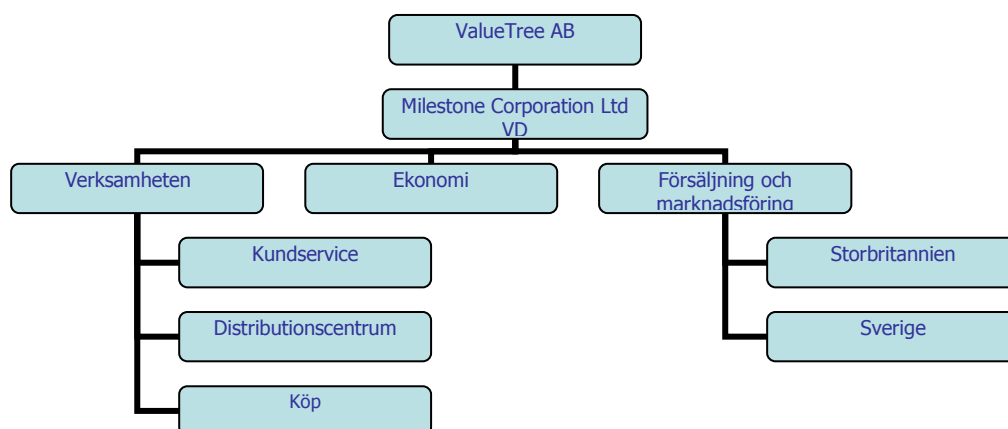 ValueTree AB
Milestone Corporation Ltd
VD
Verksamheten
Ekonomi
Försäljning och
marknadsföring
Kundservice
Storbritannien
Distributionscentrum
Sverige
Köp